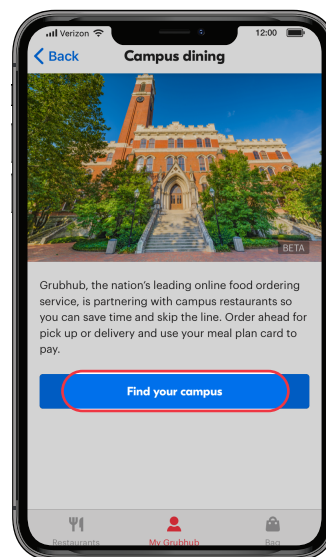 Verizon 12:00
Back Campus dining
BETA
Grubhub, the nation's leading online food ordering
service, is partnering with campus restaurants so
you can save time and skip the line. Order ahead for
pick up or delivery and use your meal plan card to
pay.
Find your campus
Restaurants My Grubhub Bag